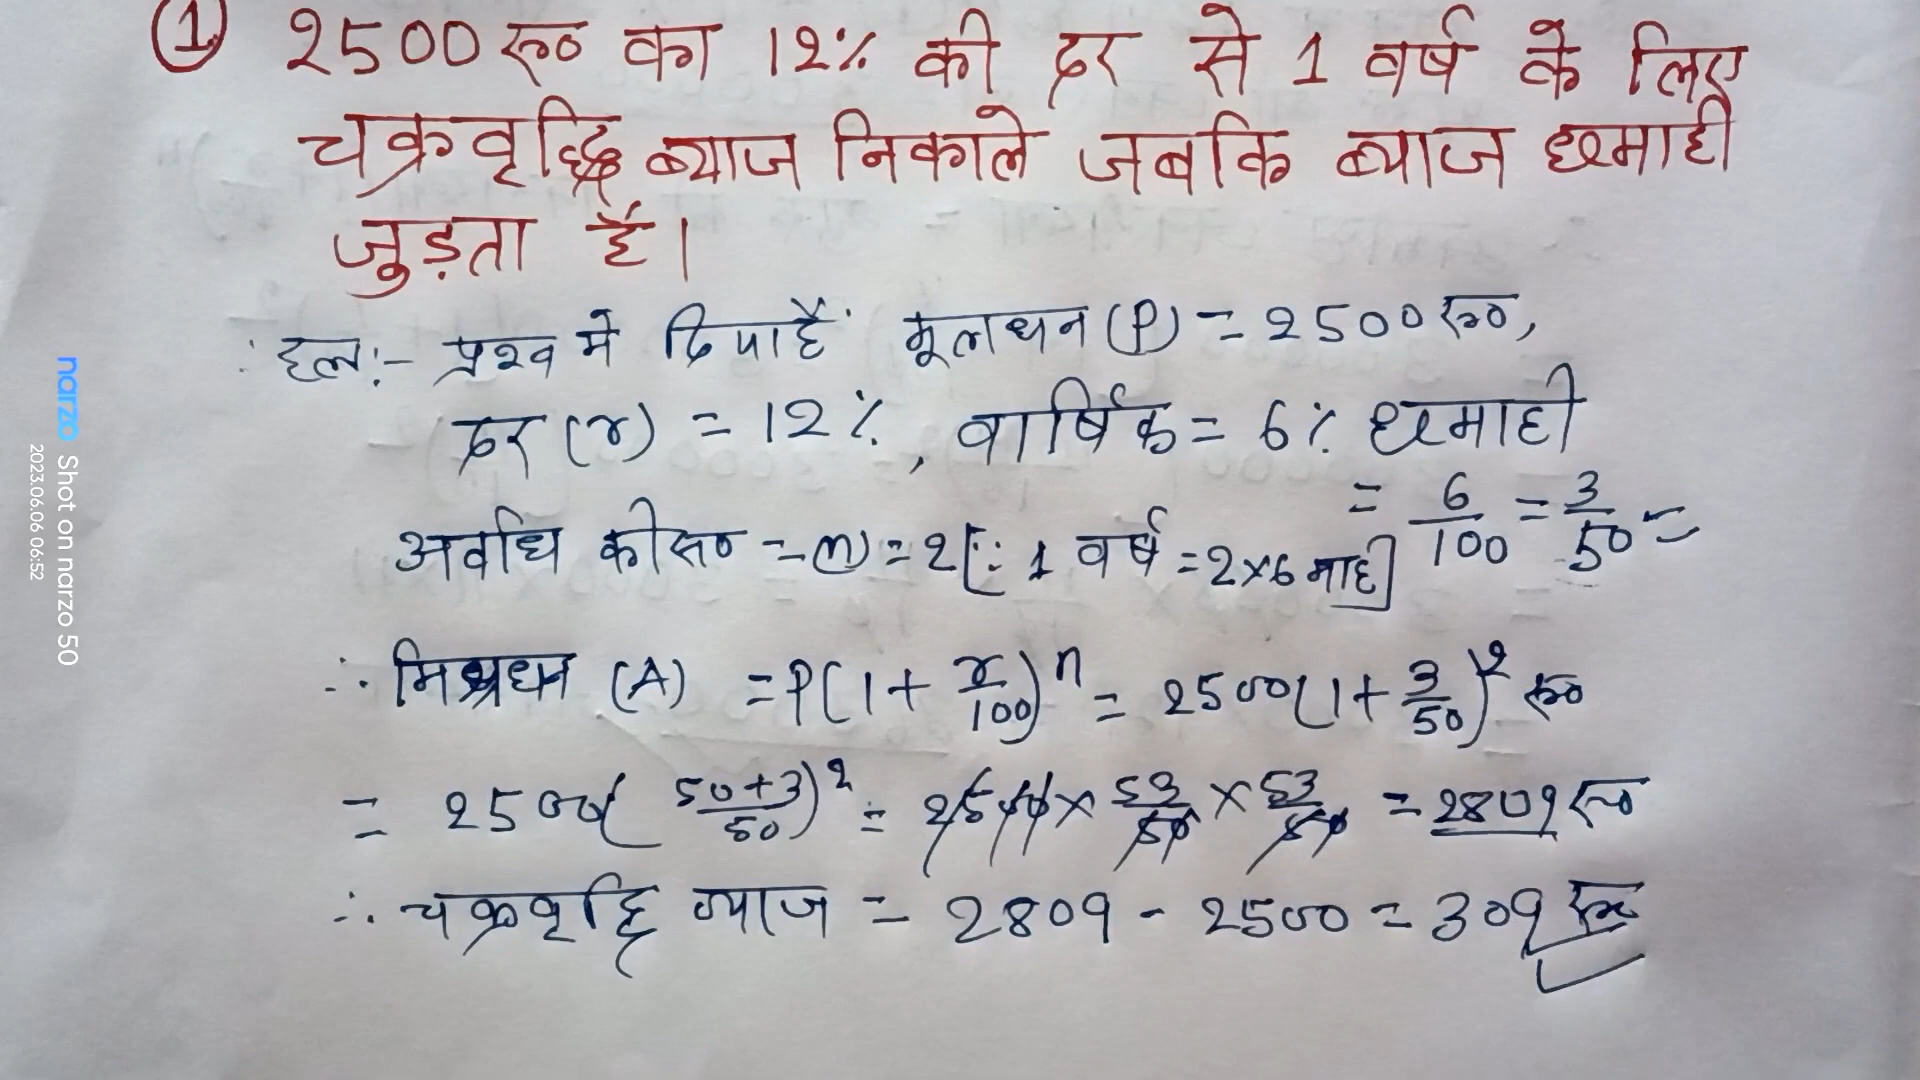 ① 2500 रू० का 12% की दर से 1 वर्ष के लिए
चक्रवृद्धि ब्याज निकाले जबकि ब्याज छमाही
जुड़ता हैं।
हल:- प्रश्न में दिया है मूलधन (P) = 2500 रू०,
दर (r) = 12%, वार्षिक = 6% छमाही
= 6/100 = 3/50 =
अवधि की सं० = (n) = 2 [∵ 1 वर्ष = 2×6 माह]
∴ मिश्रधन (A) = P(1 + r/100)^n = 2500(1 + 3/50)^2 रू०
= 2500( 50+3/50 )^2 = 2500 × 53/50 × 53/50 = 2809 रू०
∴ चक्रवृद्धि ब्याज = 2809 - 2500 = 309 रू०
narzo Shot on narzo 50
2023.06.06 06:52